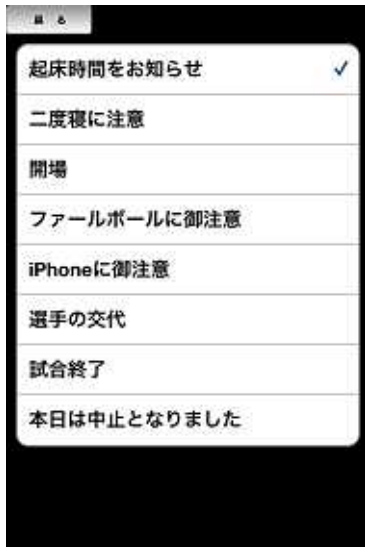 戻る
起床時間をお知らせ
二度寝に注意
開場
ファールボールに御注意
iPhoneに御注意
選手の交代
試合終了
本日は中止となりました